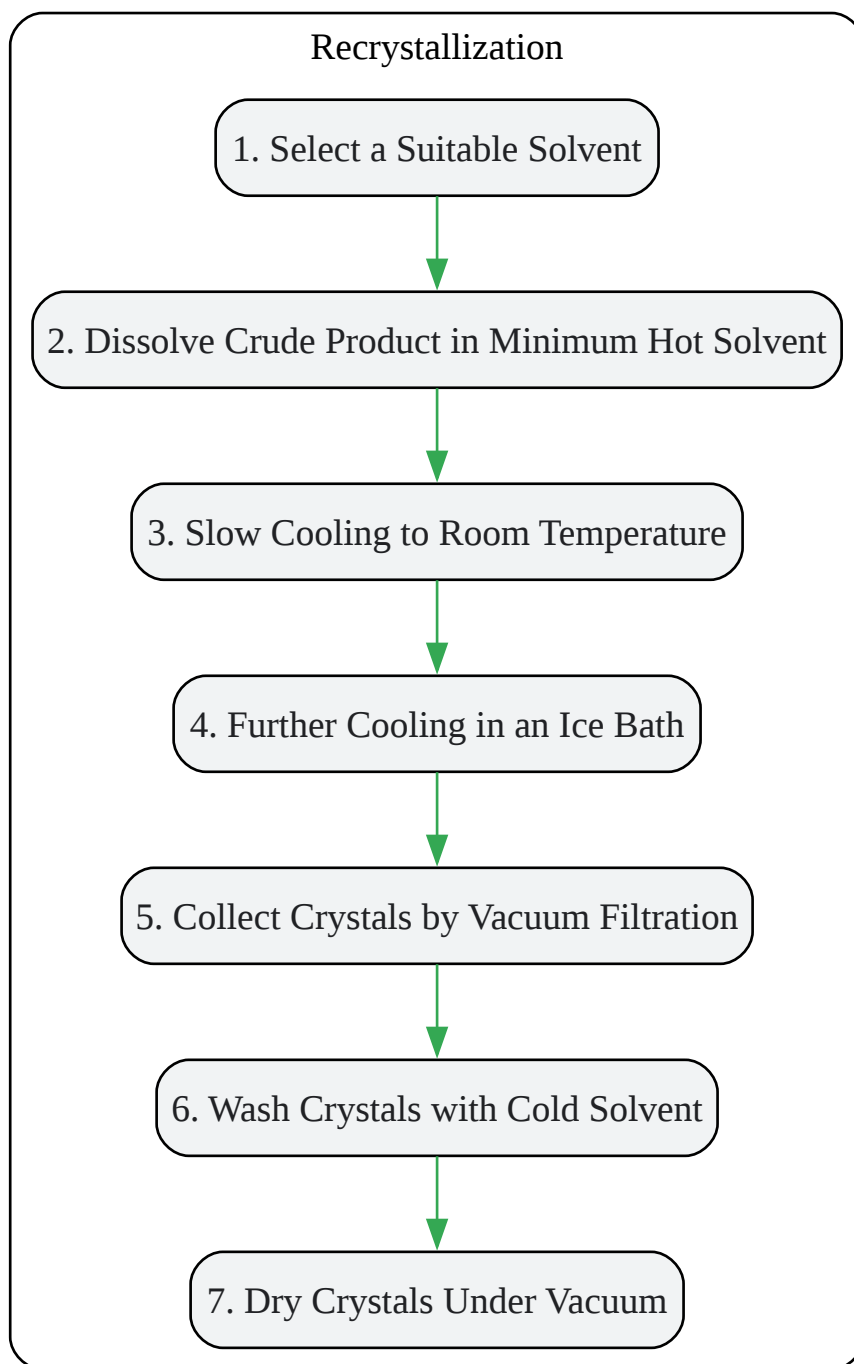 Recrystallization
1. Select a Suitable Solvent
2. Dissolve Crude Product in Minimum Hot Solvent
3. Slow Cooling to Room Temperature
4. Further Cooling in an Ice Bath
5. Collect Crystals by Vacuum Filtration
6. Wash Crystals with Cold Solvent
7. Dry Crystals Under Vacuum